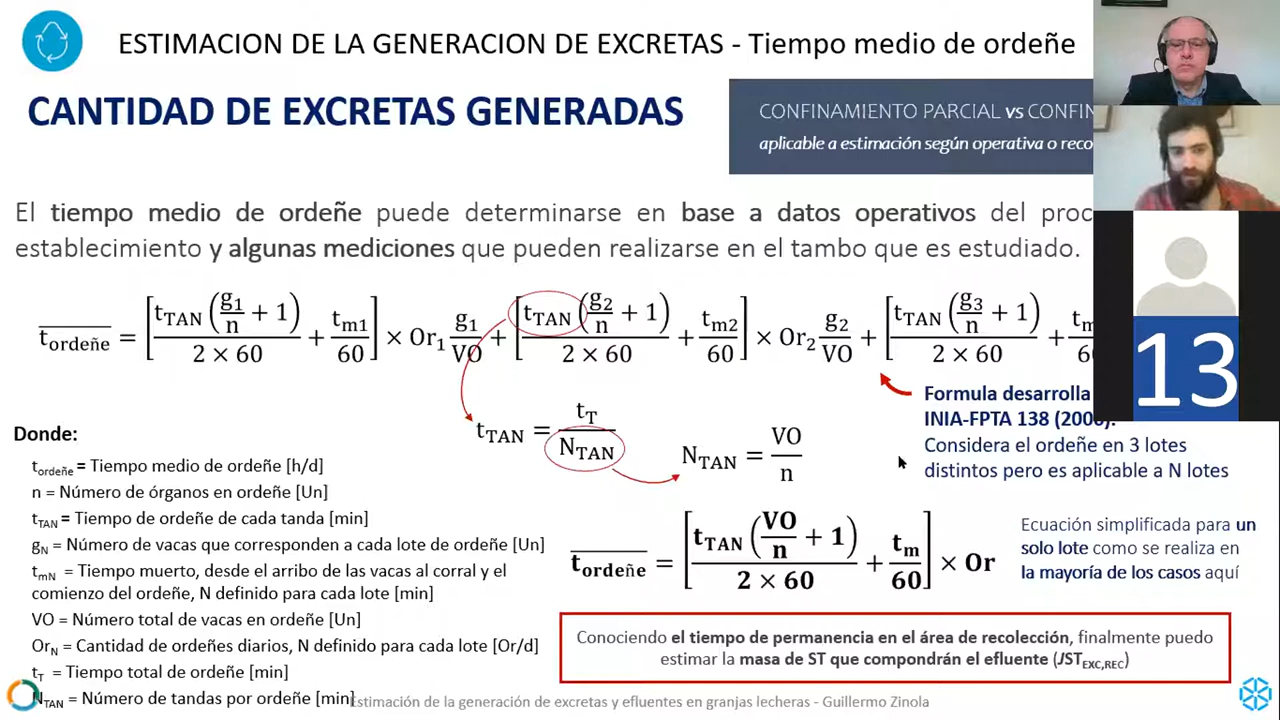 ESTIMACION DE LA GENERACION DE EXCRETAS - Tiempo medio de ordeñe
CANTIDAD DE EXCRETAS GENERADAS
CONFINAMIENTO PARCIAL vs CONFIN
aplicable a estimación según operativa o reco
El tiempo medio de ordeñe puede determinarse en base a datos operativos del proc
establecimiento y algunas mediciones que pueden realizarse en el tambo que es estudiado.
t_ordeñe = [t_TAN (g_1/n + 1) / (2 × 60) + t_m1/60] × Or_1 g_1/VO + [t_TAN (g_2/n + 1) / (2 × 60) + t_m2/60] × Or_2 g_2/VO + [t_TAN (g_3/n + 1) / (2 × 60) + t_m/6
13
Formula desarrolla
INIA-FPTA 138 (2006).
Considera el ordeñe en 3 lotes
distintos pero es aplicable a N lotes
t_TAN = t_T / N_TAN
N_TAN = VO / n
Donde:
t_ordeñe = Tiempo medio de ordeñe [h/d]
n = Número de órganos en ordeñe [Un]
t_TAN = Tiempo de ordeñe de cada tanda [min]
g_N = Número de vacas que corresponden a cada lote de ordeñe [Un]
t_mN = Tiempo muerto, desde el arribo de las vacas al corral y el
comienzo del ordeñe, N definido para cada lote [min]
VO = Número total de vacas en ordeñe [Un]
Or_N = Cantidad de ordeñes diarios, N definido para cada lote [Or/d]
t_T = Tiempo total de ordeñe [min]
N_TAN = Número de tandas por ordeñe [min]
t_ordeñe = [t_TAN (VO/n + 1) / (2 × 60) + t_m/60] × Or
Ecuación simplificada para un
solo lote como se realiza en
la mayoría de los casos aquí
Conociendo el tiempo de permanencia en el área de recolección, finalmente puedo
estimar la masa de ST que compondrán el efluente (JST_EXC,REC)
Estimación de la generación de excretas y efluentes en granjas lecheras - Guillermo Zinola